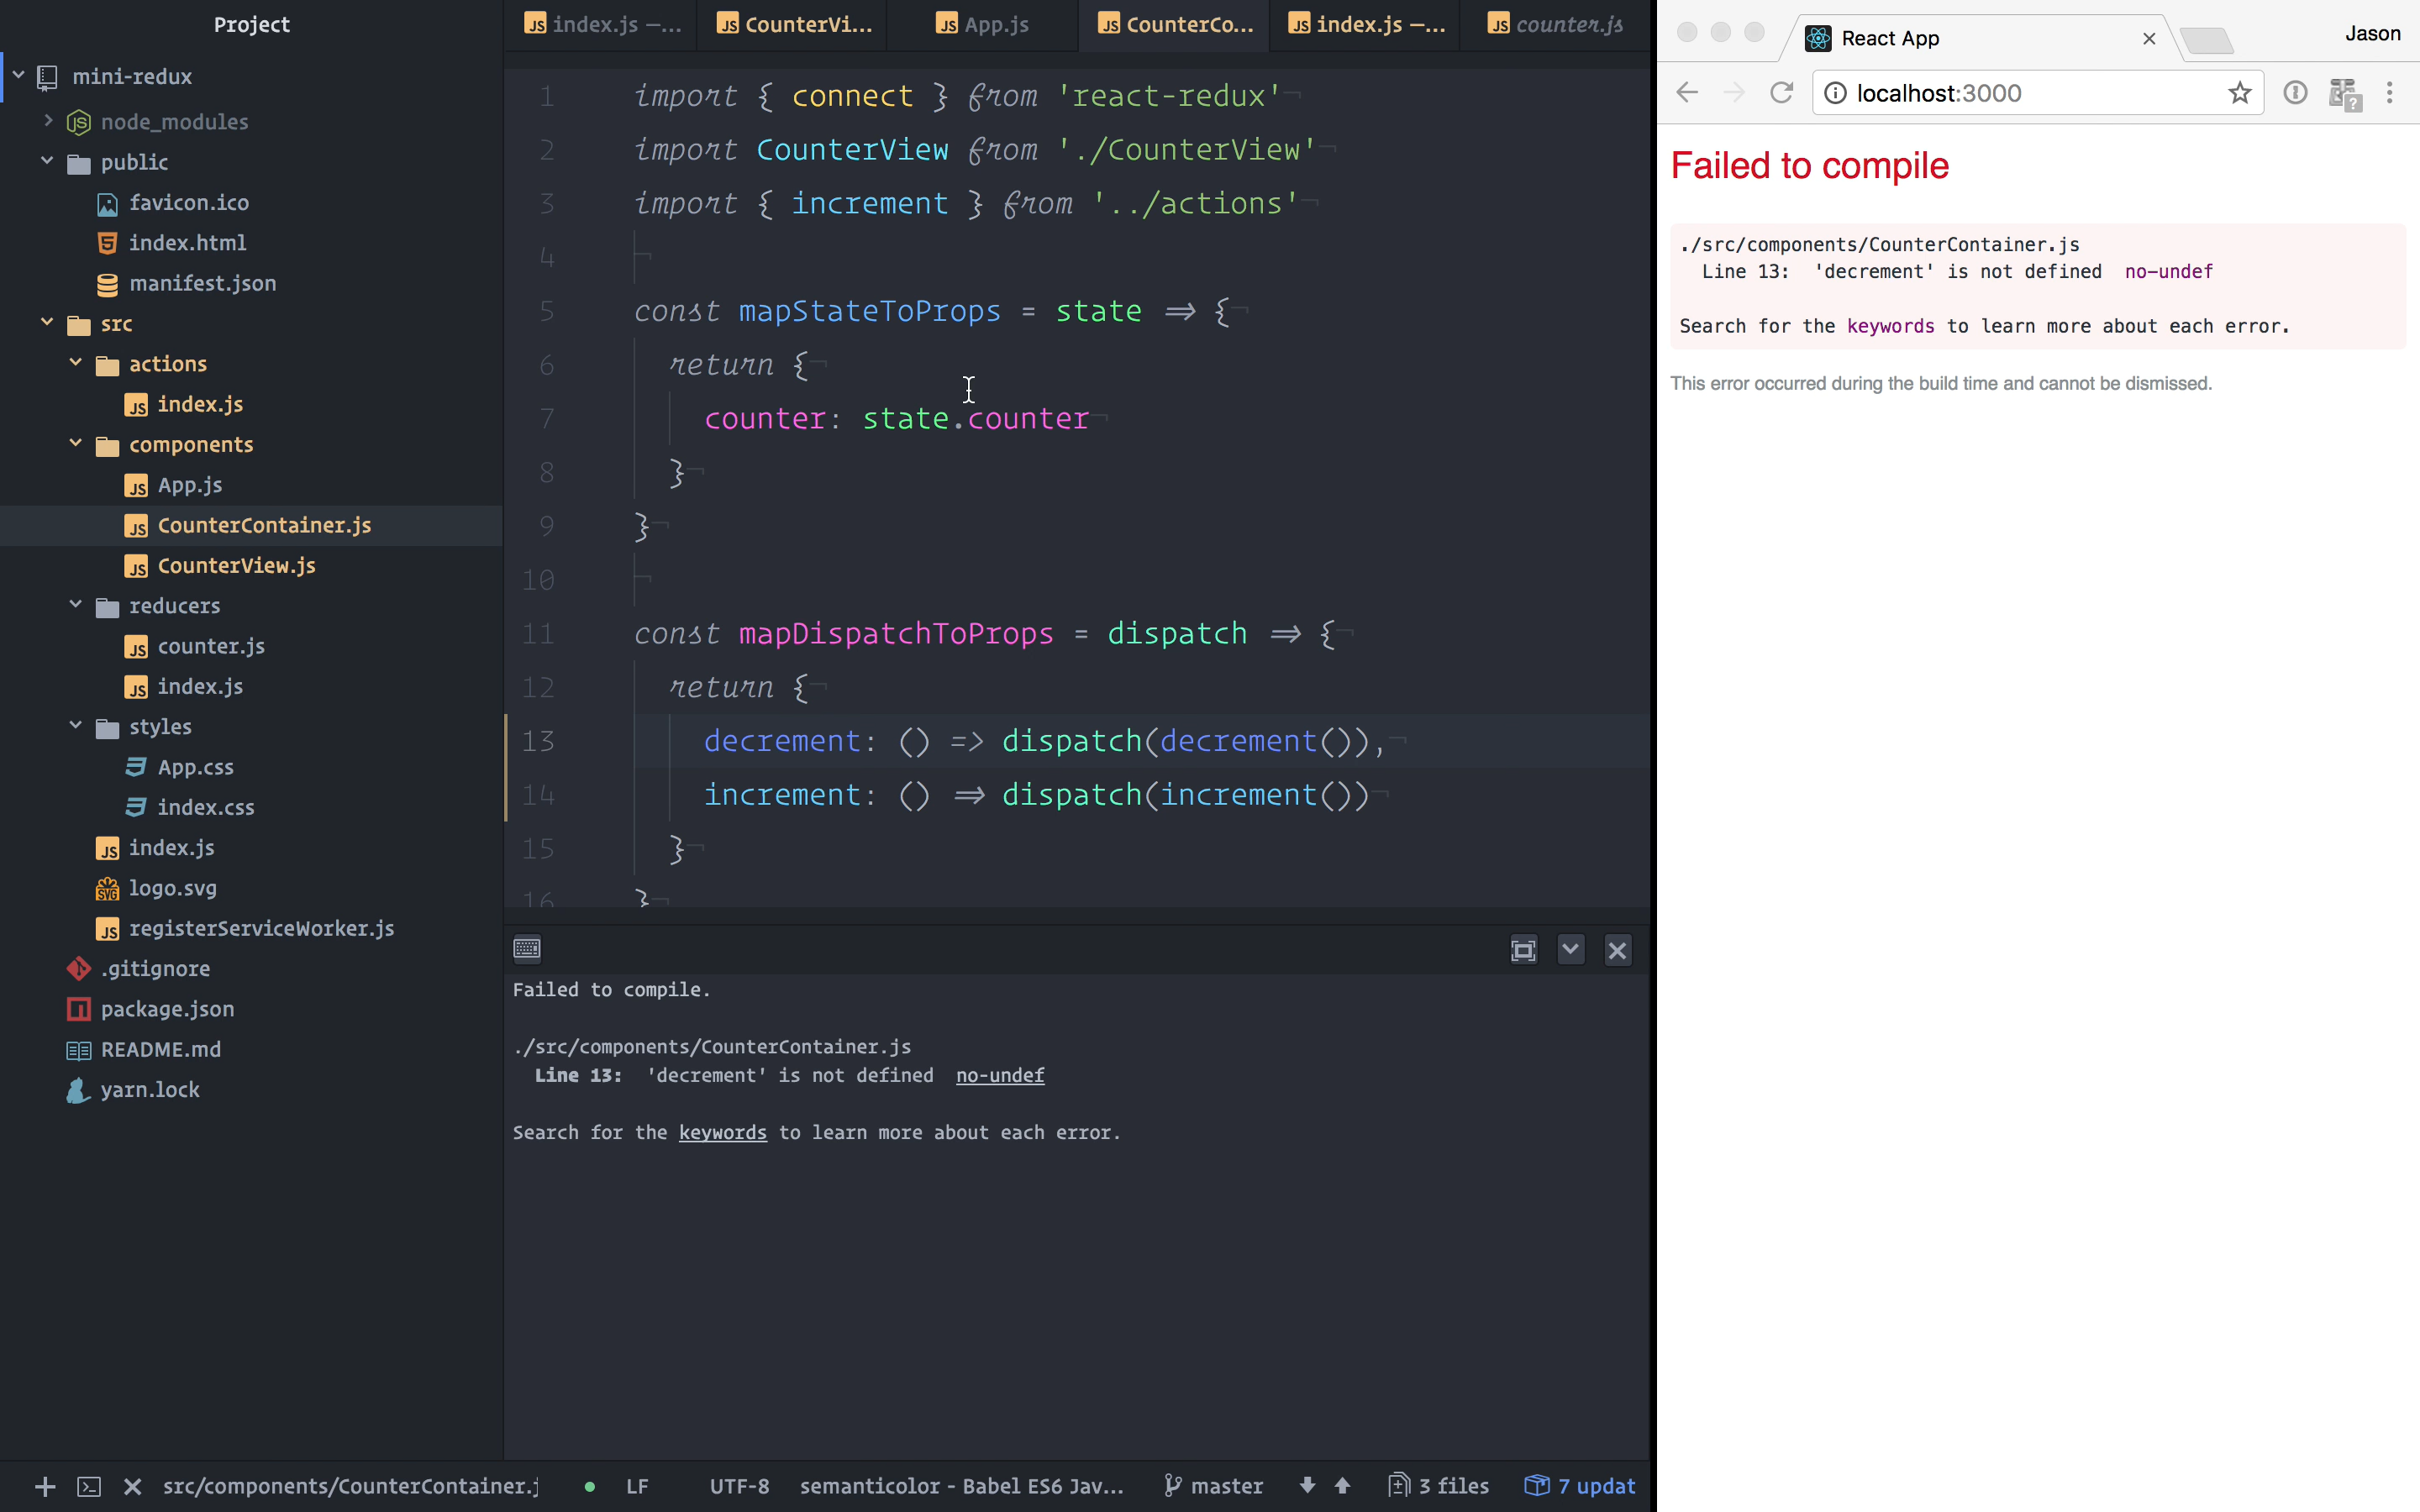 Project
mini-redux
node_modules
public
favicon.ico
index.html
manifest.json
src
actions
index.js
components
App.js
CounterContainer.js
CounterView.js
reducers
counter.js
index.js
styles
App.css
index.css
index.js
logo.svg
registerServiceWorker.js
.gitignore
package.json
README.md
yarn.lock
index.js —... CounterVi... App.js CounterCo... index.js —... counter.js
1 import { connect } from 'react-redux'¬
2 import CounterView from './CounterView'¬
3 import { increment } from '../actions'¬
4 ¬
5 const mapStateToProps = state => {¬
6 return {¬
7 counter: state.counter¬
8 }¬
9 }¬
10 ¬
11 const mapDispatchToProps = dispatch => {¬
12 return {¬
13 decrement: () => dispatch(decrement()),¬
14 increment: () => dispatch(increment())¬
15 }¬
16 }¬
Failed to compile.
./src/components/CounterContainer.js
Line 13: 'decrement' is not defined no-undef
Search for the keywords to learn more about each error.
src/components/CounterContainer.j LF UTF-8 semanticolor - Babel ES6 Jav... master 3 files 7 updat
React App
Jason
localhost:3000
Failed to compile
./src/components/CounterContainer.js
Line 13: 'decrement' is not defined no-undef
Search for the keywords to learn more about each error.
This error occurred during the build time and cannot be dismissed.